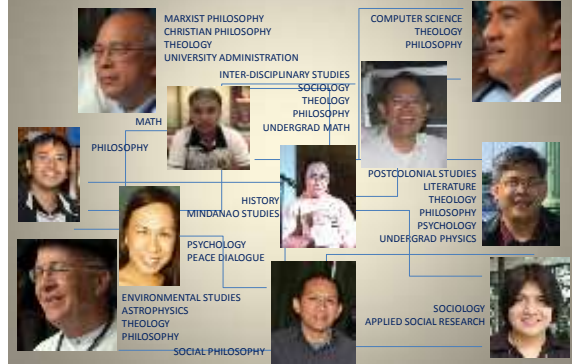 MARXIST PHILOSOPHY
CHRISTIAN PHILOSOPHY
THEOLOGY
UNIVERSITY ADMINISTRATION
COMPUTER SCIENCE
THEOLOGY
PHILOSOPHY
INTER-DISCIPLINARY STUDIES
SOCIOLOGY
THEOLOGY
PHILOSOPHY
UNDERGRAD MATH
MATH
PHILOSOPHY
POSTCOLONIAL STUDIES
LITERATURE
THEOLOGY
PHILOSOPHY
PSYCHOLOGY
UNDERGRAD PHYSICS
HISTORY
MINDANAO STUDIES
PSYCHOLOGY
PEACE DIALOGUE
ENVIRONMENTAL STUDIES
ASTROPHYSICS
THEOLOGY
PHILOSOPHY
SOCIOLOGY
APPLIED SOCIAL RESEARCH
SOCIAL PHILOSOPHY